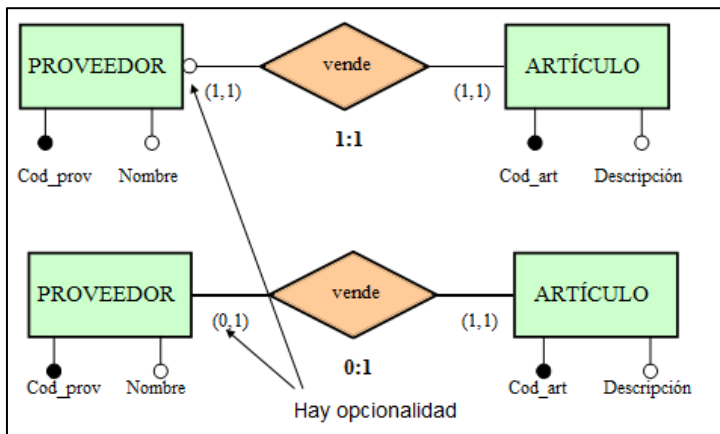 PROVEEDOR vende ARTÍCULO
(1,1) (1,1)
1:1
Cod_prov Nombre Cod_art Descripción
PROVEEDOR vende ARTÍCULO
(0,1) (1,1)
0:1
Cod_prov Nombre Cod_art Descripción
Hay opcionalidad